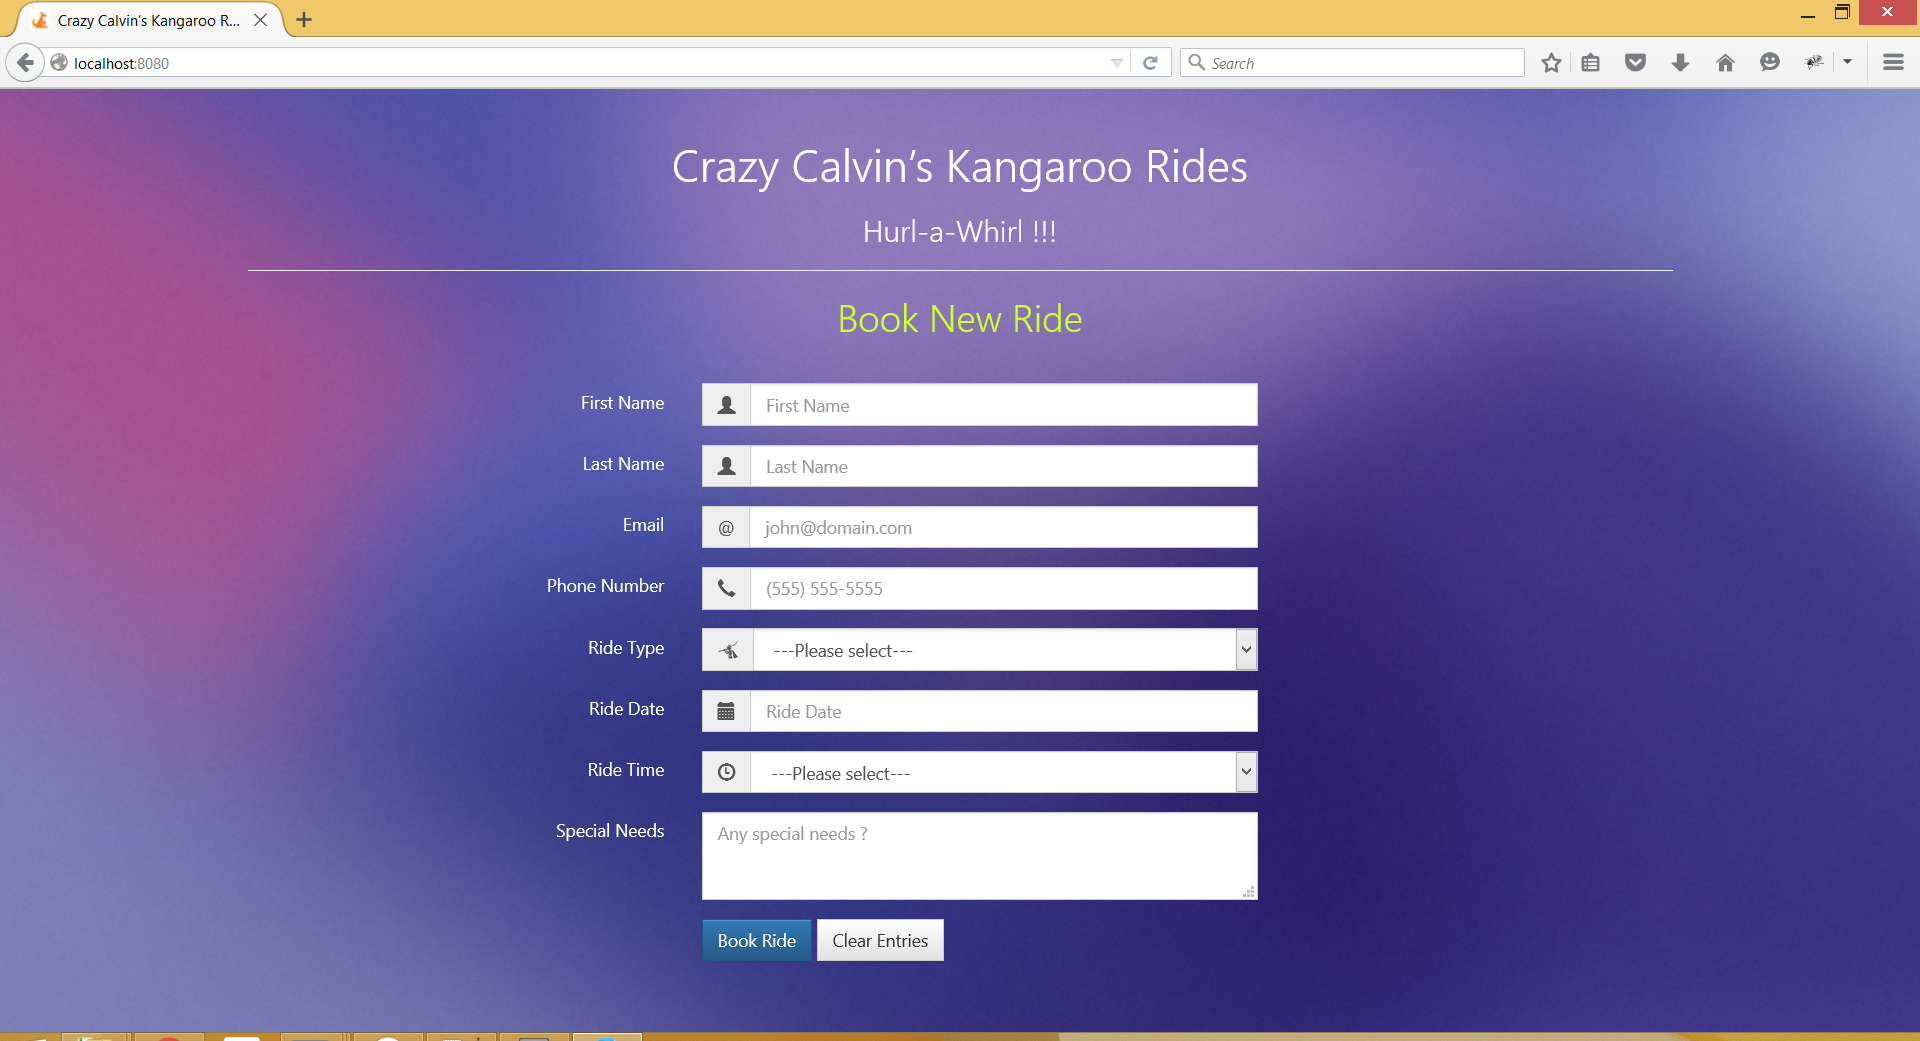 Crazy Calvin's Kangaroo R...
localhost:8080
Search
Crazy Calvin's Kangaroo Rides
Hurl-a-Whirl !!!
Book New Ride
First Name
First Name
Last Name
Last Name
Email
@ john@domain.com
Phone Number
(555) 555-5555
Ride Type
---Please select---
Ride Date
Ride Date
Ride Time
---Please select---
Special Needs
Any special needs ?
Book Ride
Clear Entries